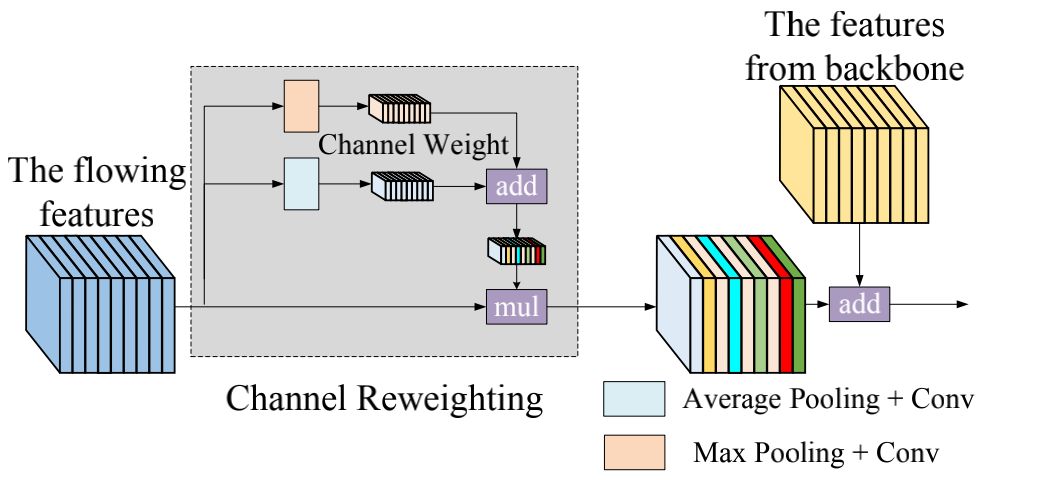 The features
from backbone
Channel Weight
The flowing
features
add
mul
add
Channel Reweighting
Average Pooling + Conv
Max Pooling + Conv